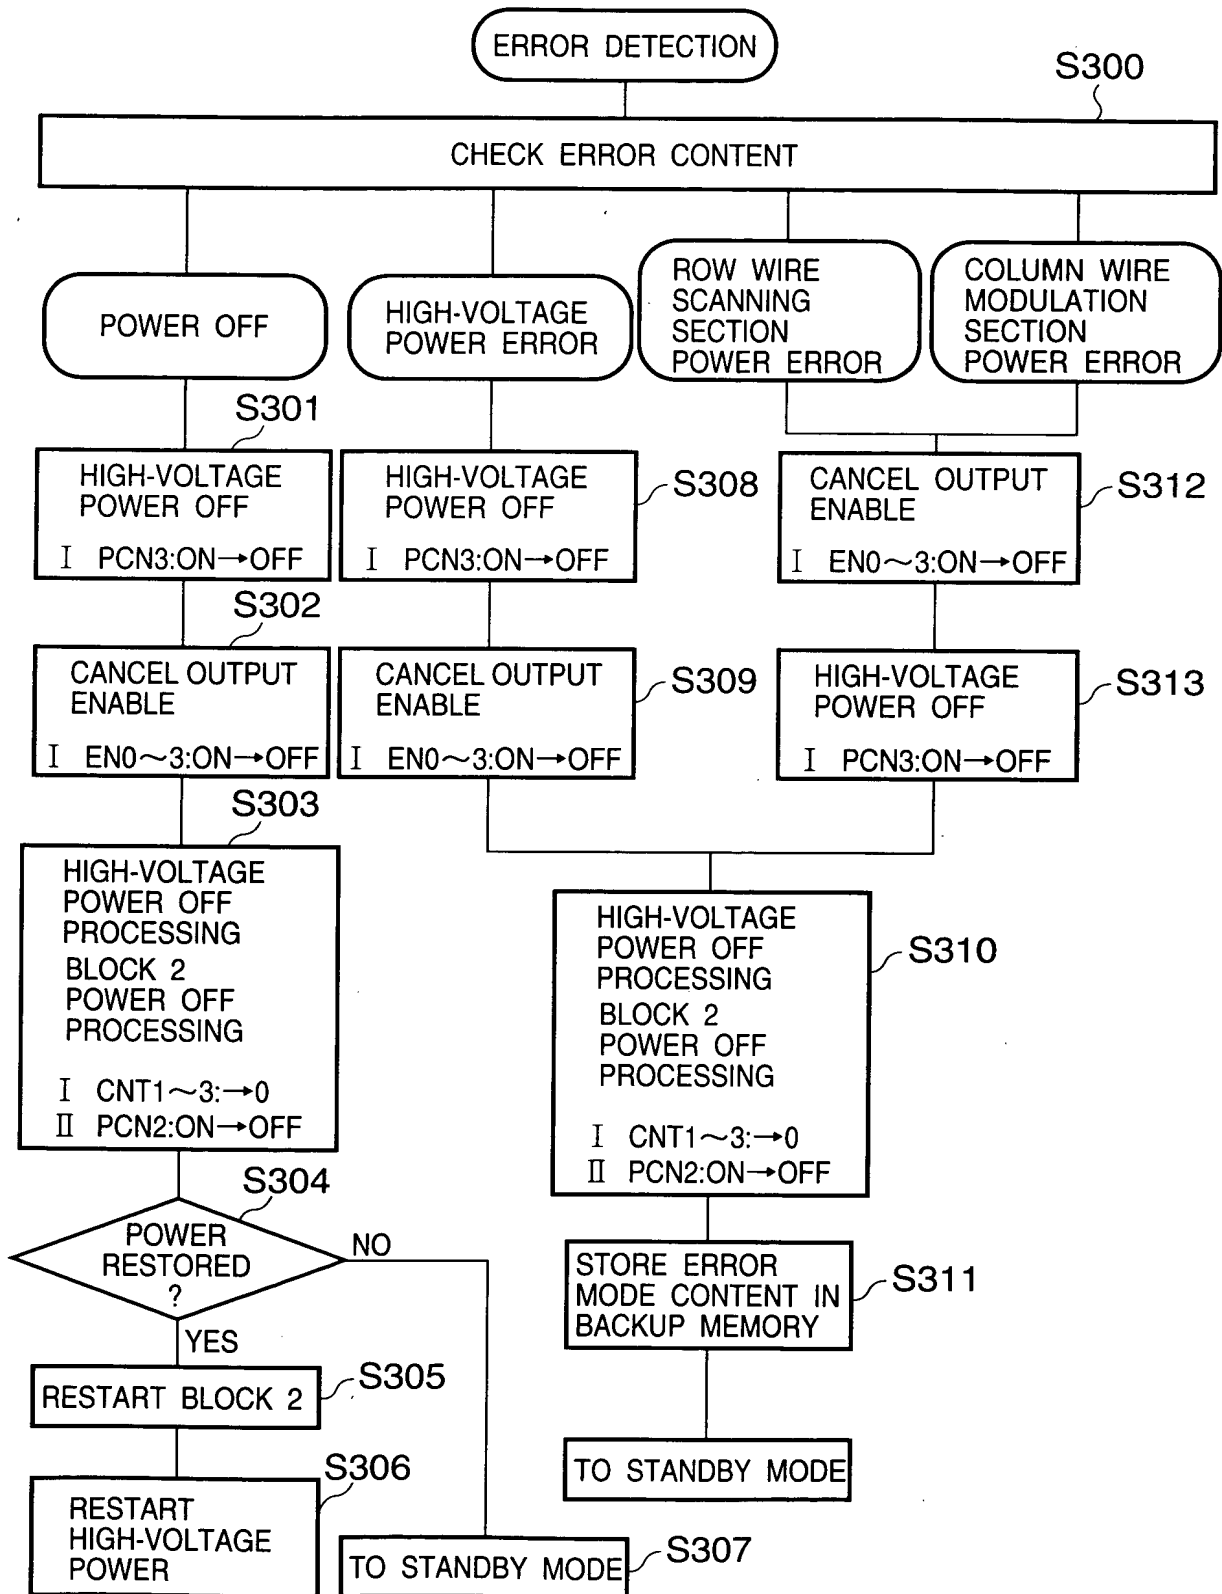 ERROR DETECTION
S300
CHECK ERROR CONTENT
POWER OFF
HIGH-VOLTAGE
POWER ERROR
ROW WIRE
SCANNING
SECTION
POWER ERROR
COLUMN WIRE
MODULATION
SECTION
POWER ERROR
S301
HIGH-VOLTAGE
POWER OFF
I PCN3:ON→OFF
S302
CANCEL OUTPUT
ENABLE
I EN0~3:ON→OFF
S303
HIGH-VOLTAGE
POWER OFF
PROCESSING
BLOCK 2
POWER OFF
PROCESSING
I CNT1~3:→0
II PCN2:ON→OFF
S304
POWER
RESTORED
?
NO
YES
RESTART BLOCK 2
S305
S306
RESTART
HIGH-VOLTAGE
POWER
TO STANDBY MODE
S307
HIGH-VOLTAGE
POWER OFF
I PCN3:ON→OFF
S308
CANCEL OUTPUT
ENABLE
I EN0~3:ON→OFF
S309
CANCEL OUTPUT
ENABLE
I EN0~3:ON→OFF
S312
HIGH-VOLTAGE
POWER OFF
I PCN3:ON→OFF
S313
HIGH-VOLTAGE
POWER OFF
PROCESSING
BLOCK 2
POWER OFF
PROCESSING
I CNT1~3:→0
II PCN2:ON→OFF
S310
STORE ERROR
MODE CONTENT IN
BACKUP MEMORY
S311
TO STANDBY MODE